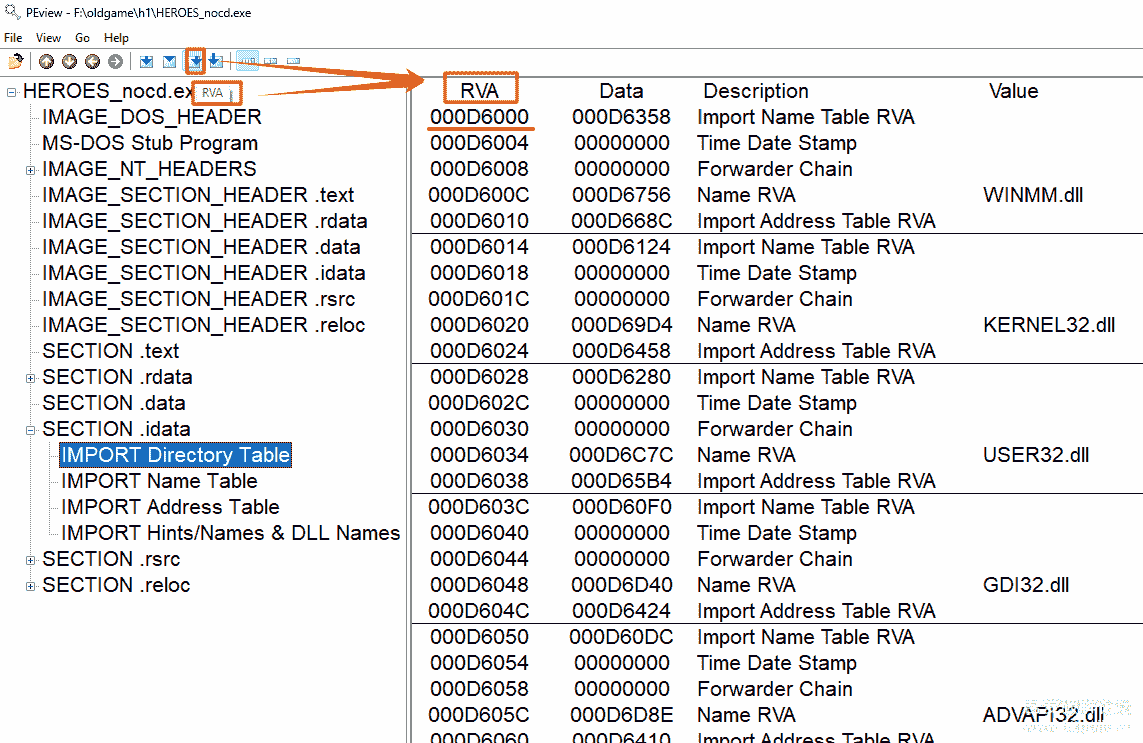 PEview - F:\oldgame\h1\HEROES_nocd.exe
File View Go Help
HEROES_nocd.ex
RVA
IMAGE_DOS_HEADER
MS-DOS Stub Program
IMAGE_NT_HEADERS
IMAGE_SECTION_HEADER .text
IMAGE_SECTION_HEADER .rdata
IMAGE_SECTION_HEADER .data
IMAGE_SECTION_HEADER .idata
IMAGE_SECTION_HEADER .rsrc
IMAGE_SECTION_HEADER .reloc
SECTION .text
SECTION .rdata
SECTION .data
SECTION .idata
IMPORT Directory Table
IMPORT Name Table
IMPORT Address Table
IMPORT Hints/Names & DLL Names
SECTION .rsrc
SECTION .reloc
RVA Data Description Value
000D6000 000D6358 Import Name Table RVA
000D6004 00000000 Time Date Stamp
000D6008 00000000 Forwarder Chain
000D600C 000D6756 Name RVA WINMM.dll
000D6010 000D668C Import Address Table RVA
000D6014 000D6124 Import Name Table RVA
000D6018 00000000 Time Date Stamp
000D601C 00000000 Forwarder Chain
000D6020 000D69D4 Name RVA KERNEL32.dll
000D6024 000D6458 Import Address Table RVA
000D6028 000D6280 Import Name Table RVA
000D602C 00000000 Time Date Stamp
000D6030 00000000 Forwarder Chain
000D6034 000D6C7C Name RVA USER32.dll
000D6038 000D65B4 Import Address Table RVA
000D603C 000D60F0 Import Name Table RVA
000D6040 00000000 Time Date Stamp
000D6044 00000000 Forwarder Chain
000D6048 000D6D40 Name RVA GDI32.dll
000D604C 000D6424 Import Address Table RVA
000D6050 000D60DC Import Name Table RVA
000D6054 00000000 Time Date Stamp
000D6058 00000000 Forwarder Chain
000D605C 000D6D8E Name RVA ADVAPI32.dll
000D6060 000D6410 Import Address Table RVA